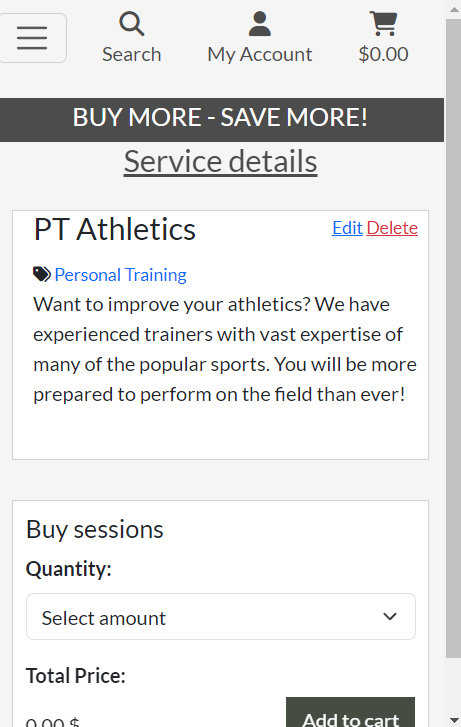 Search My Account $0.00
BUY MORE - SAVE MORE!
Service details
PT Athletics Edit Delete
Personal Training
Want to improve your athletics? We have
experienced trainers with vast expertise of
many of the popular sports. You will be more
prepared to perform on the field than ever!
Buy sessions
Quantity:
Select amount
Total Price:
0.00 $ Add to cart